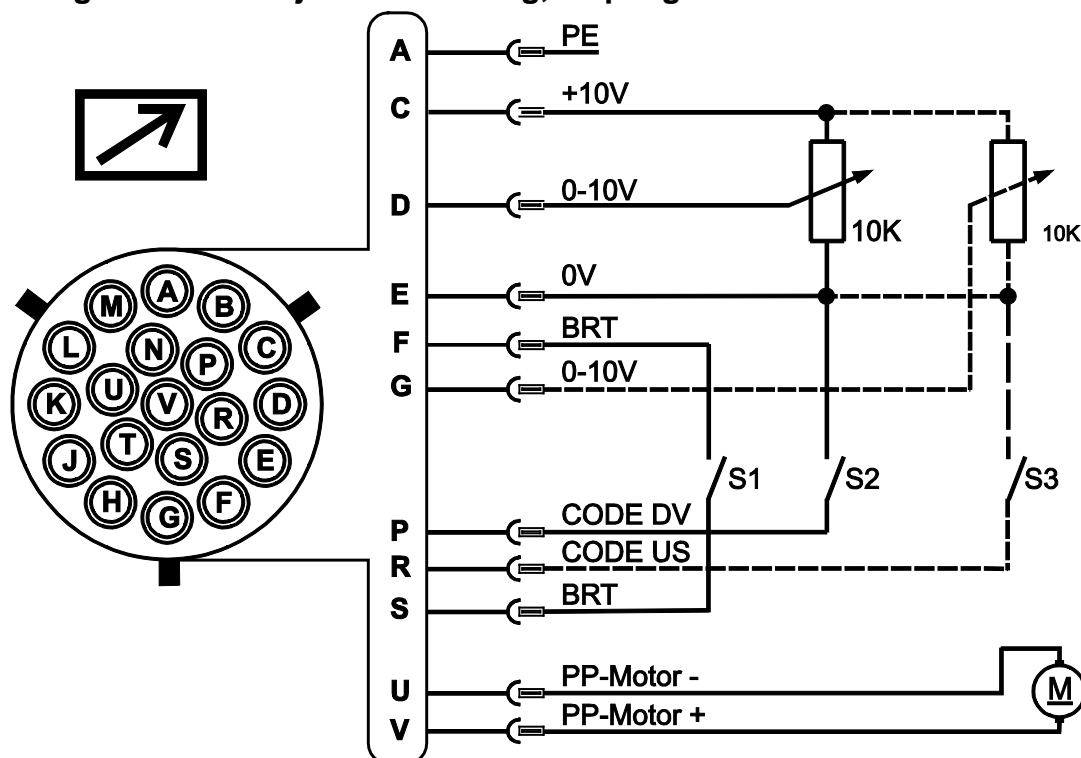 A PE
C +10V
D 0-10V
10K 10K
E 0V
F BRT
G 0-10V
S1 S2 S3
P CODE DV
R CODE US
S BRT
U PP-Motor -
V PP-Motor +
M
A
M B
L N P C
K U V R D
J T S E
H G F